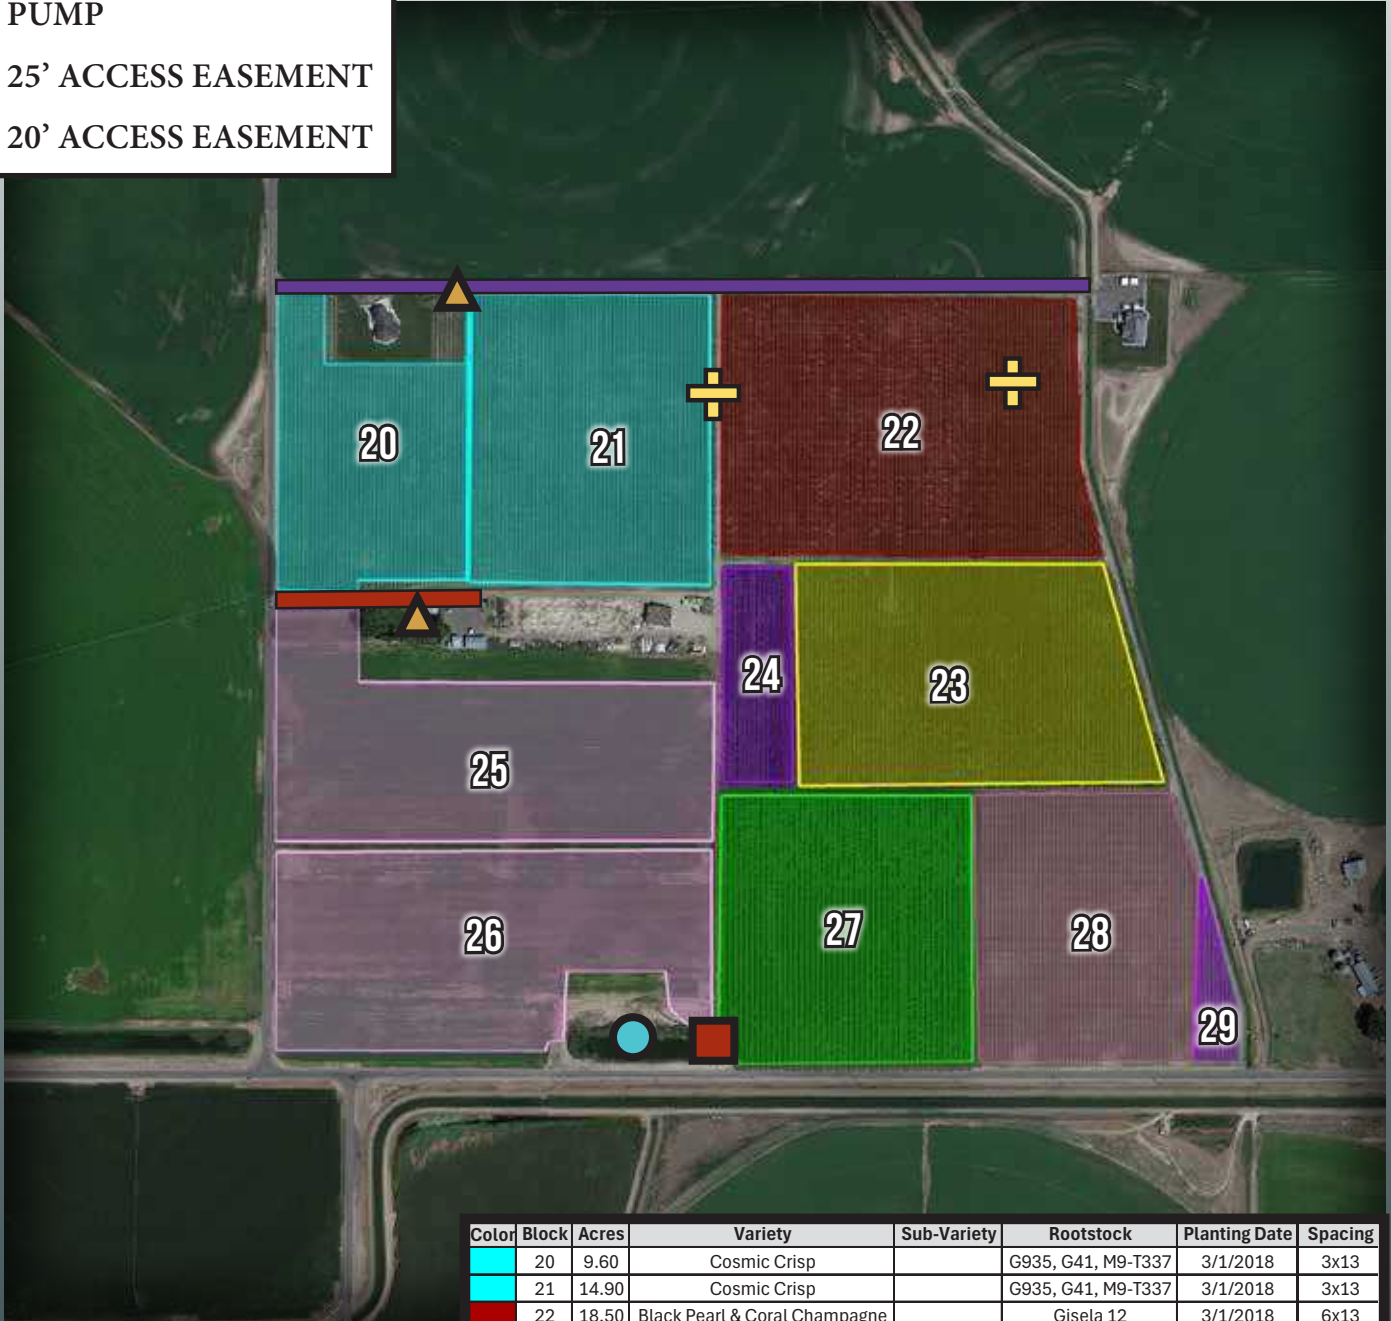 PUMP
25’ ACCESS EASEMENT
20’ ACCESS EASEMENT
20
21
22
24
23
25
26
27
28
29
Color Block Acres Variety Sub-Variety Rootstock Planting Date Spacing
20 9.60 Cosmic Crisp G935, G41, M9-T337 3/1/2018 3x13
21 14.90 Cosmic Crisp G935, G41, M9-T337 3/1/2018 3x13
22 18.50 Black Pearl & Coral Champagne Gisela 12 3/1/2018 6x13